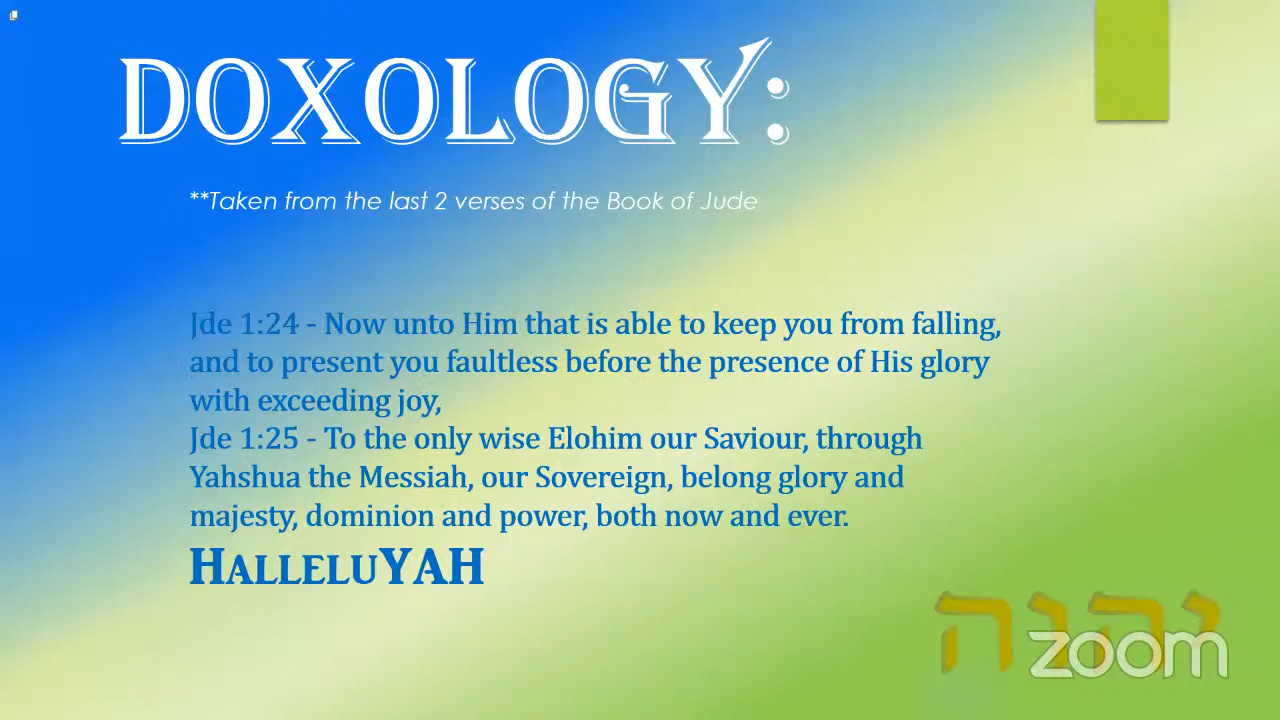 DOXOLOGY:
**Taken from the last 2 verses of the Book of Jude
Jde 1:24 - Now unto Him that is able to keep you from falling,
and to present you faultless before the presence of His glory
with exceeding joy,
Jde 1:25 - To the only wise Elohim our Saviour, through
Yahshua the Messiah, our Sovereign, belong glory and
majesty, dominion and power, both now and ever.
HALLELUYAH
יהוה
zoom